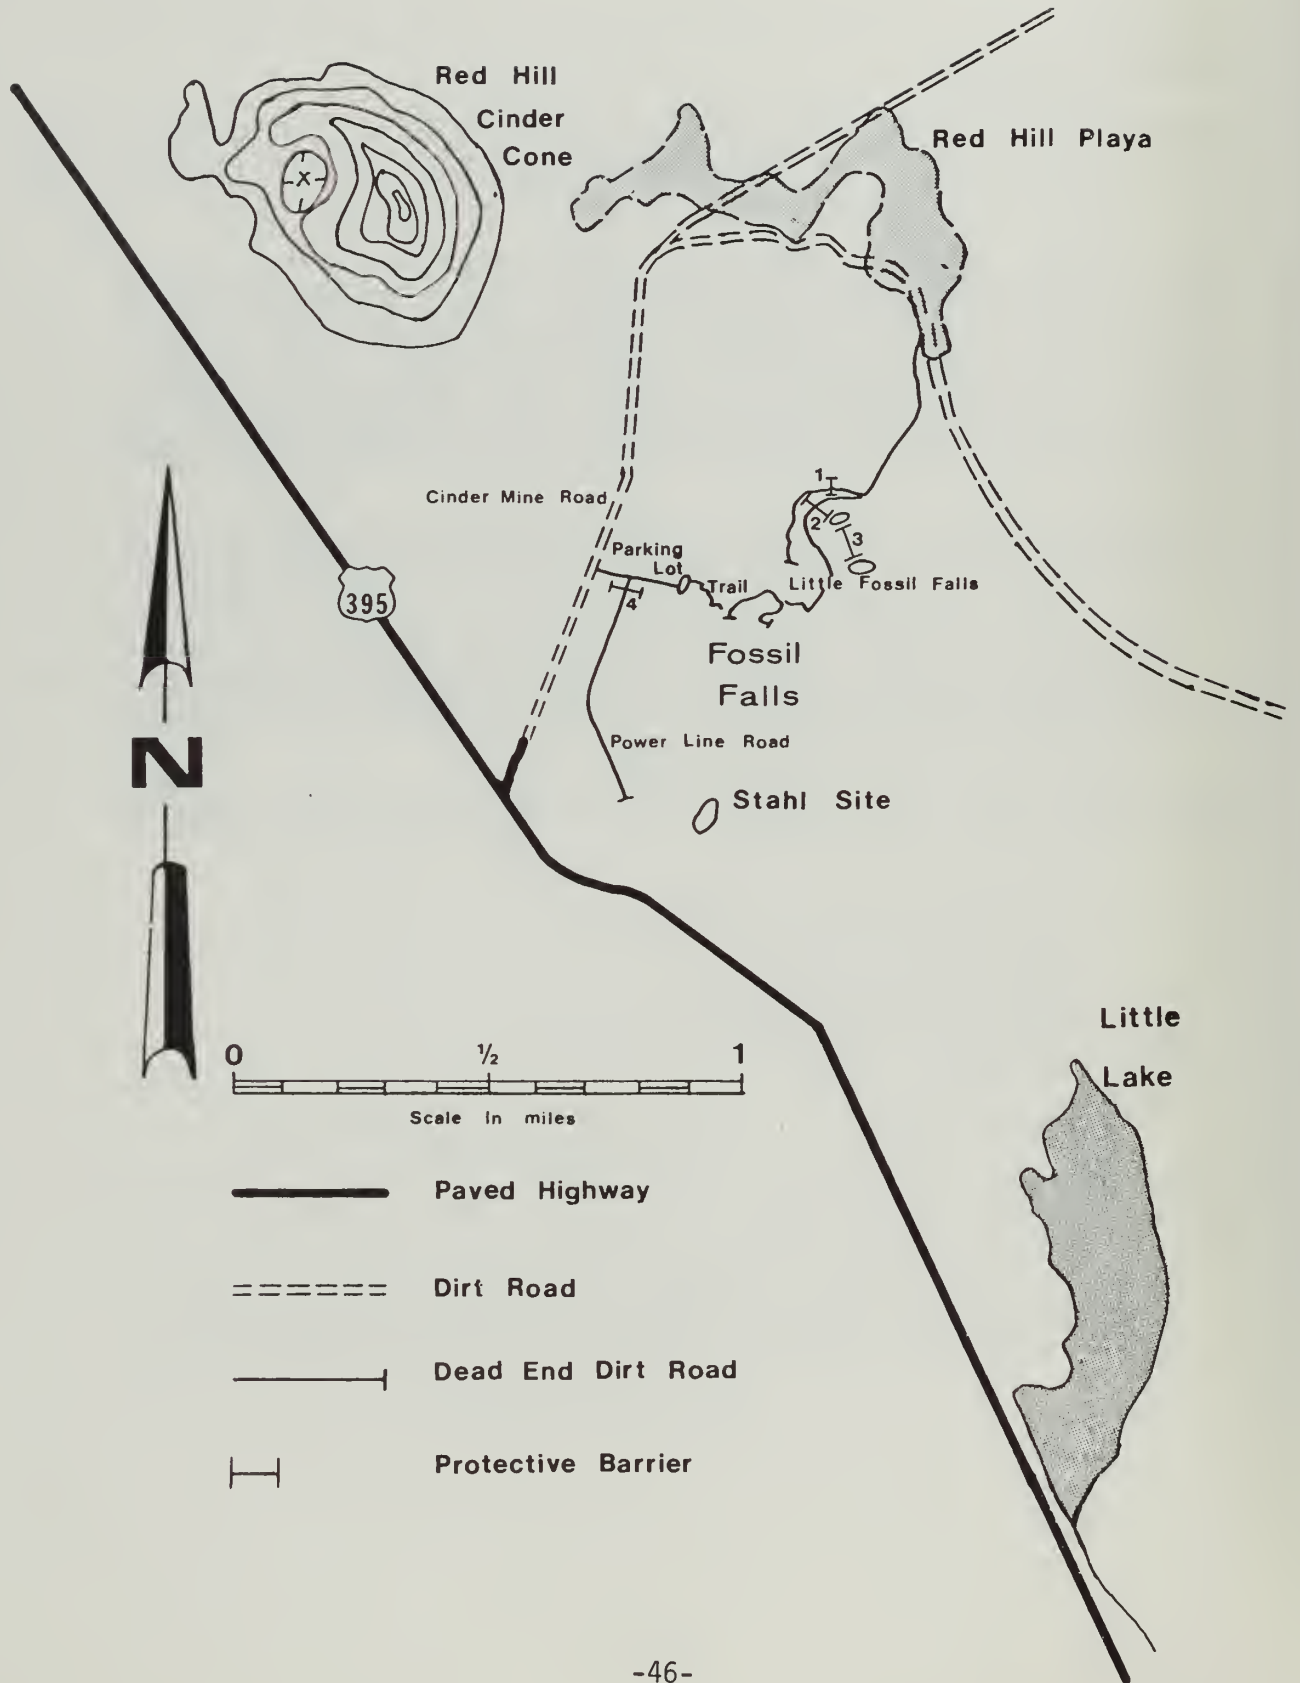 Red Hill
Cinder
Cone
Red Hill Playa
X
Cinder Mine Road
1
2
3
Parking
Lot
Trail
Little Fossil Falls
4
395
Fossil
Falls
Power Line Road
N
Stahl Site
Little
Lake
0 ½ 1
Scale In miles
Paved Highway
Dirt Road
Dead End Dirt Road
Protective Barrier
-46-